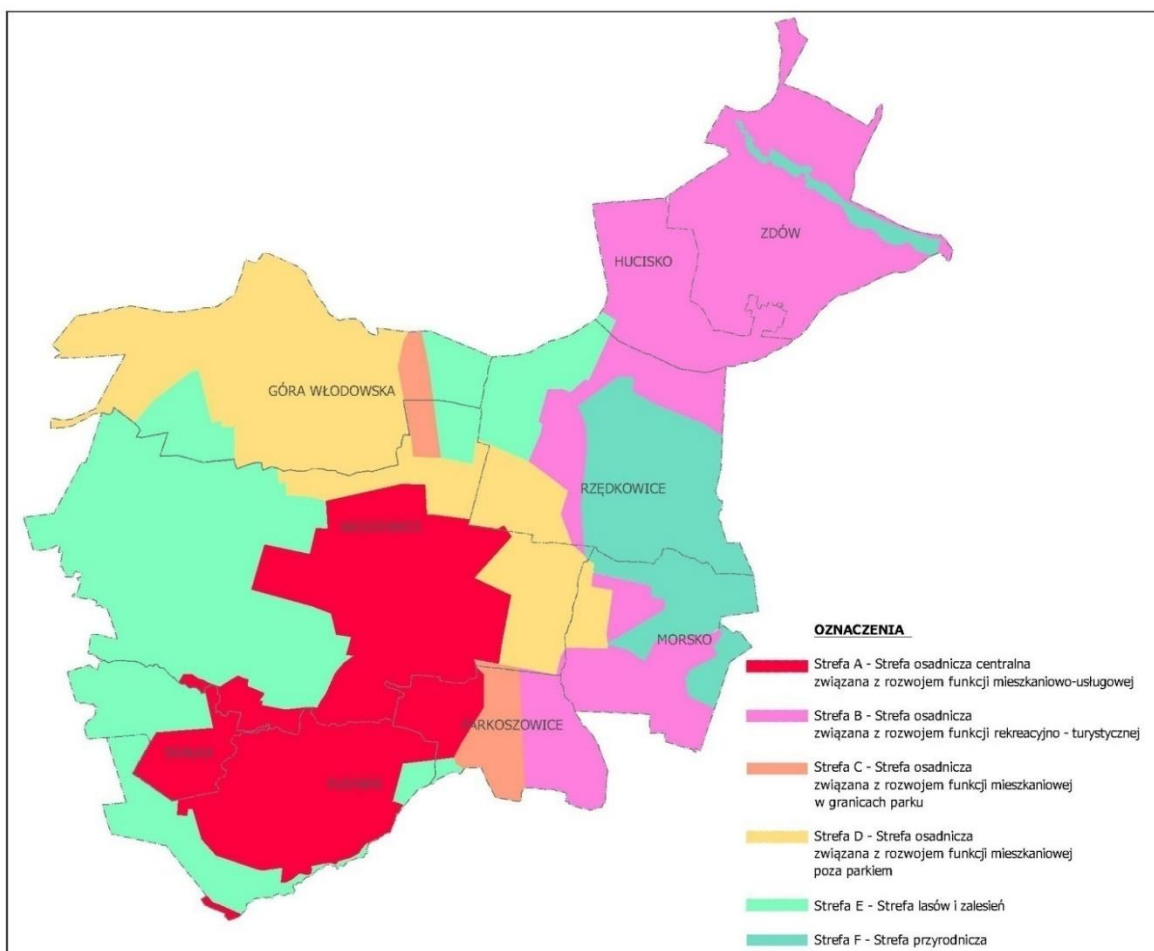 ZDÓW
HUCISKO
GÓRA WŁODOWSKA
RZĘDKOWICE
MORSKO
PARKOSZOWICE
OZNACZENIA
Strefa A - Strefa osadnicza centralna
związana z rozwojem funkcji mieszkaniowo-usługowej
Strefa B - Strefa osadnicza
związana z rozwojem funkcji rekreacyjno - turystycznej
Strefa C - Strefa osadnicza
związana z rozwojem funkcji mieszkaniowej
w granicach parku
Strefa D - Strefa osadnicza
związana z rozwojem funkcji mieszkaniowej
poza parkiem
Strefa E - Strefa lasów i zalesień
Strefa F - Strefa przyrodnicza